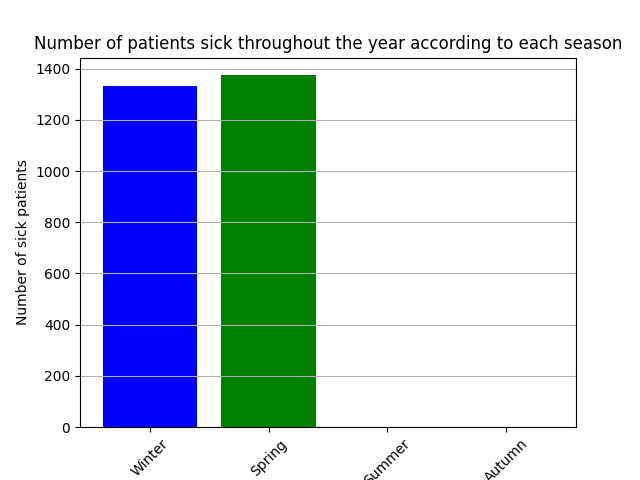 Number of patients sick throughout the year according to each season
Number of sick patients
1400
1200
1000
800
600
400
200
0
Winter
Spring
Summer
Autumn